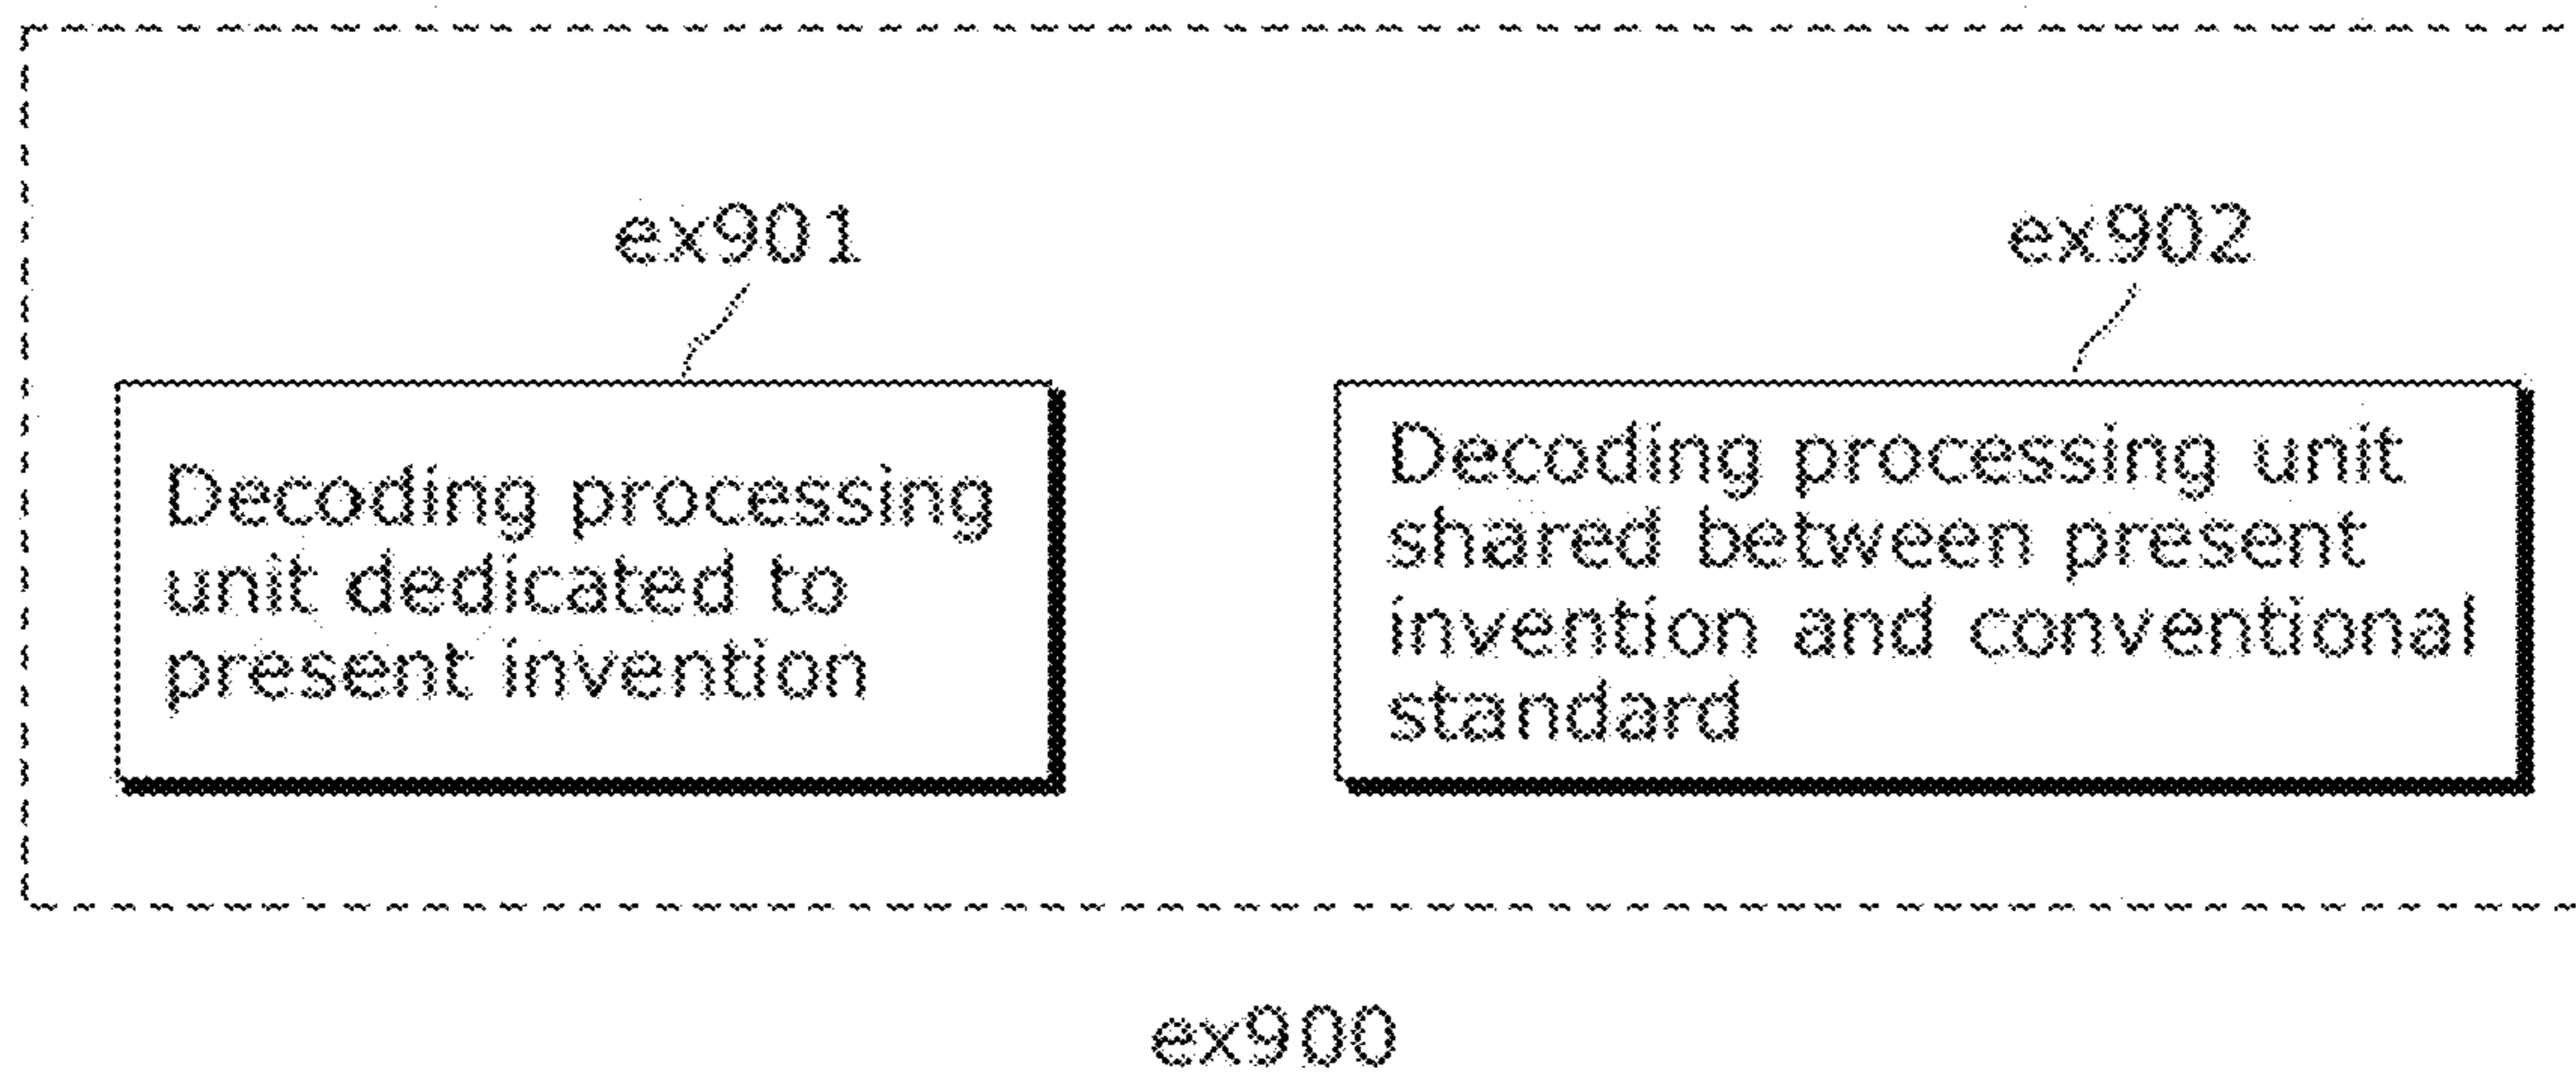 ex901
ex902
Decoding processing
unit dedicated to
present invention
Decoding processing unit
shared between present
invention and conventional
standard
ex900